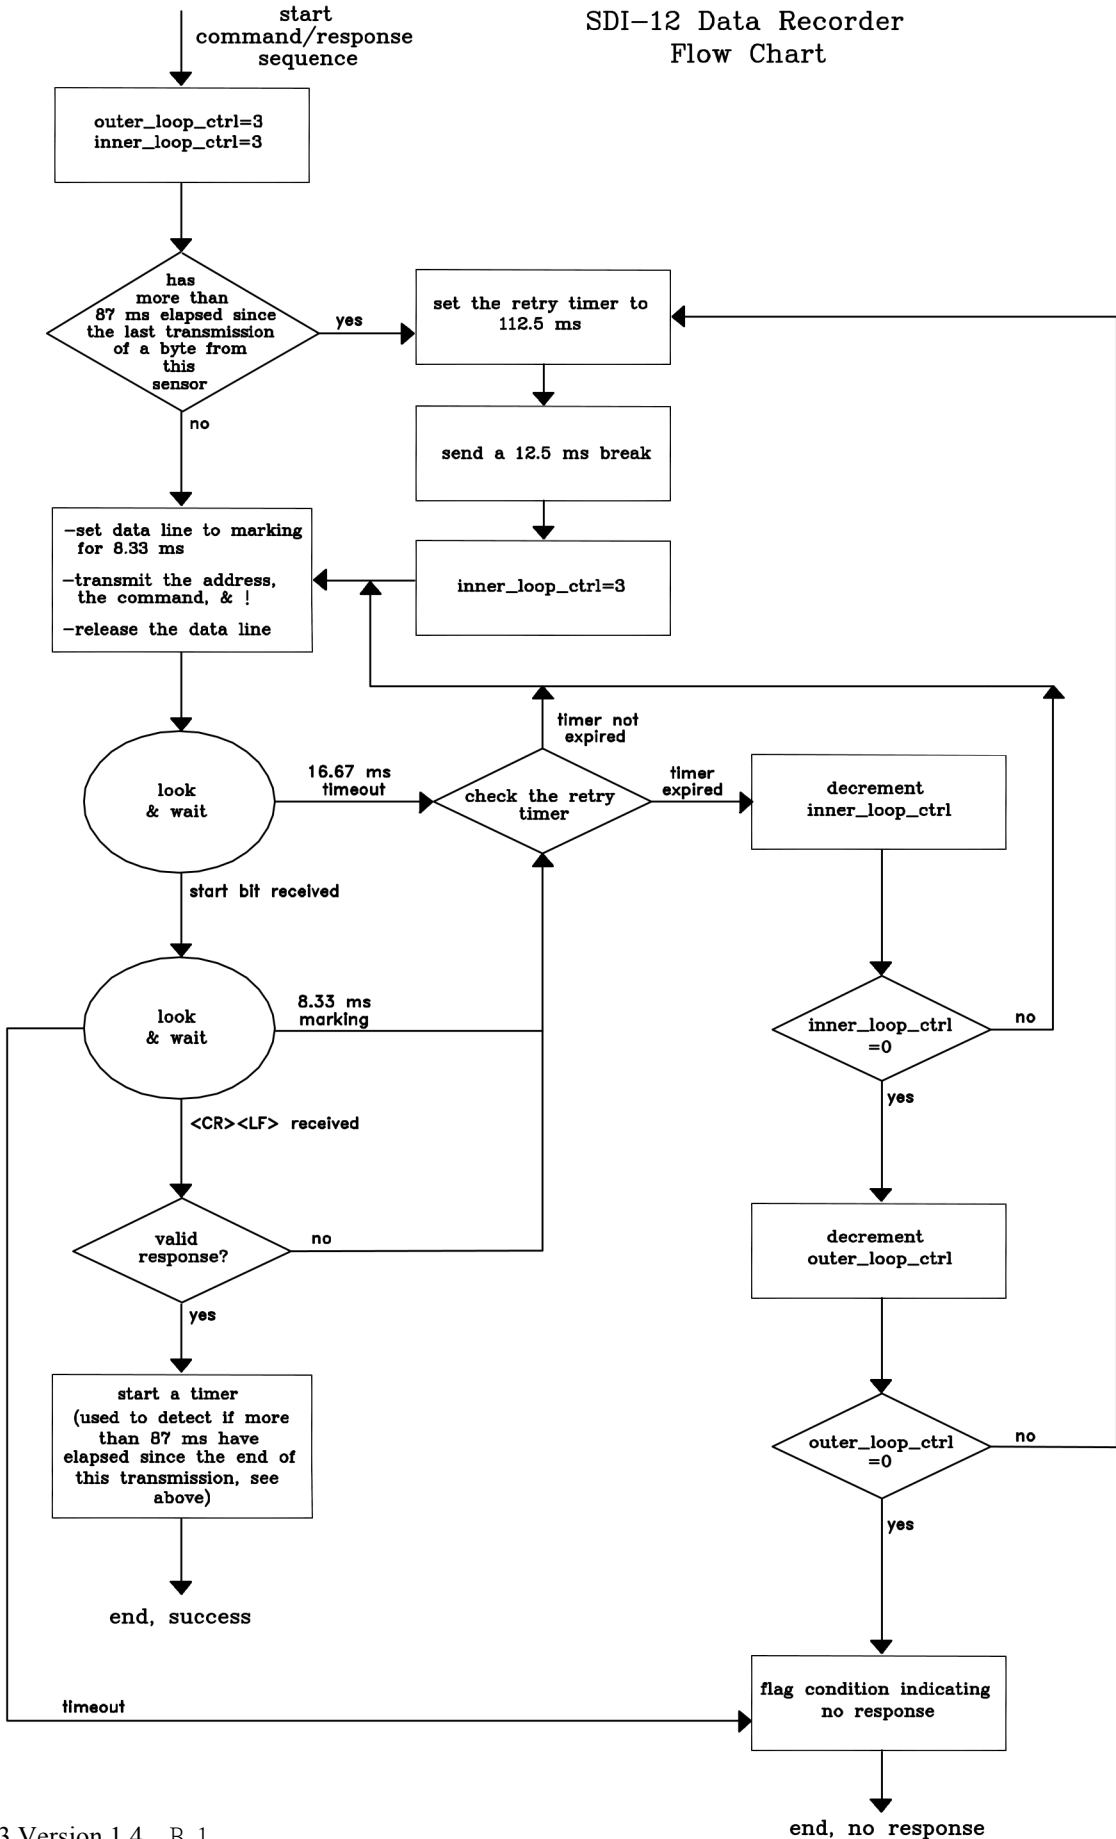 start
command/response
sequence
SDI-12 Data Recorder
Flow Chart
outer_loop_ctrl=3
inner_loop_ctrl=3
has
more than
87 ms elapsed since
the last transmission
of a byte from
this
sensor
yes
no
set the retry timer to
112.5 ms
send a 12.5 ms break
inner_loop_ctrl=3
-set data line to marking
for 8.33 ms
-transmit the address,
the command, & !
-release the data line
look
& wait
16.67 ms
timeout
check the retry
timer
timer not
expired
timer
expired
decrement
inner_loop_ctrl
start bit received
look
& wait
8.33 ms
marking
inner_loop_ctrl
=0
no
yes
<CR><LF> received
valid
response?
no
yes
decrement
outer_loop_ctrl
start a timer
(used to detect if more
than 87 ms have
elapsed since the end of
this transmission, see
above)
outer_loop_ctrl
=0
no
yes
end, success
timeout
flag condition indicating
no response
end, no response
3 Version 1.4 B-1